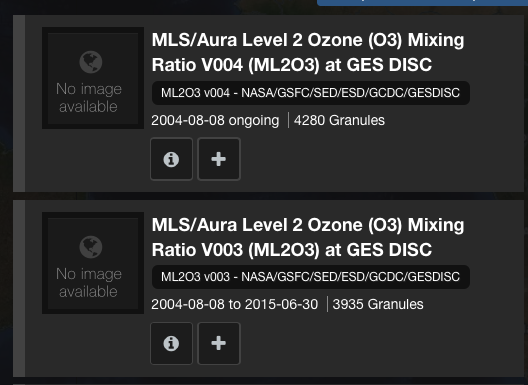 No image
available
MLS/Aura Level 2 Ozone (O3) Mixing
Ratio V004 (ML2O3) at GES DISC
ML2O3 v004 - NASA/GSFC/SED/ESD/GCDC/GESDISC
2004-08-08 ongoing | 4280 Granules
No image
available
MLS/Aura Level 2 Ozone (O3) Mixing
Ratio V003 (ML2O3) at GES DISC
ML2O3 v003 - NASA/GSFC/SED/ESD/GCDC/GESDISC
2004-08-08 to 2015-06-30 | 3935 Granules